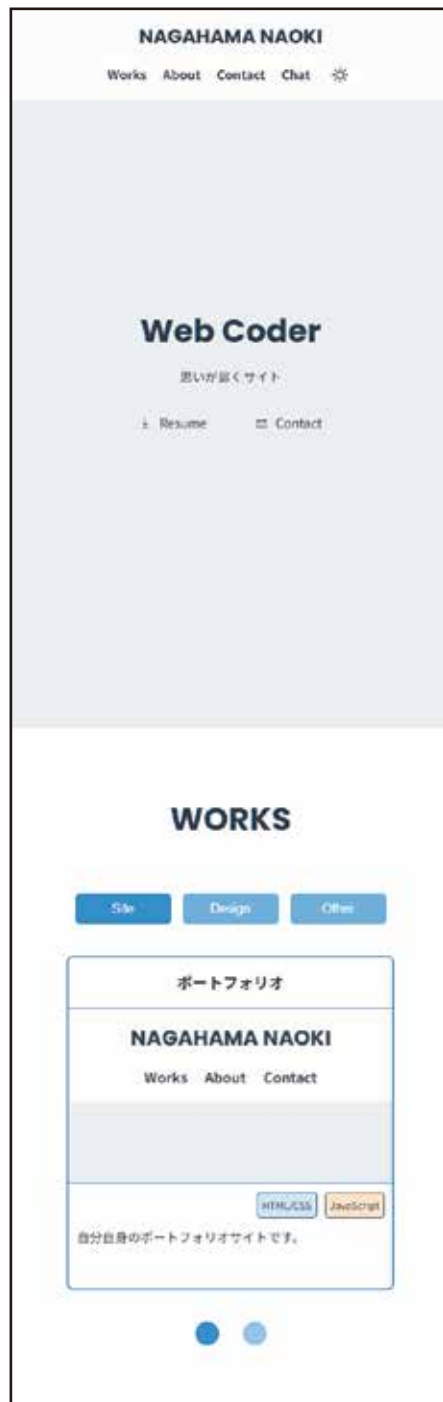 NAGAHAMA NAOKI
Works About Contact Chat
Web Coder
思いが届くサイト
Resume Contact
WORKS
Site Design Other
ポートフォリオ
NAGAHAMA NAOKI
Works About Contact
HTML/CSS JavaScript
自分自身のポートフォリオサイトです。